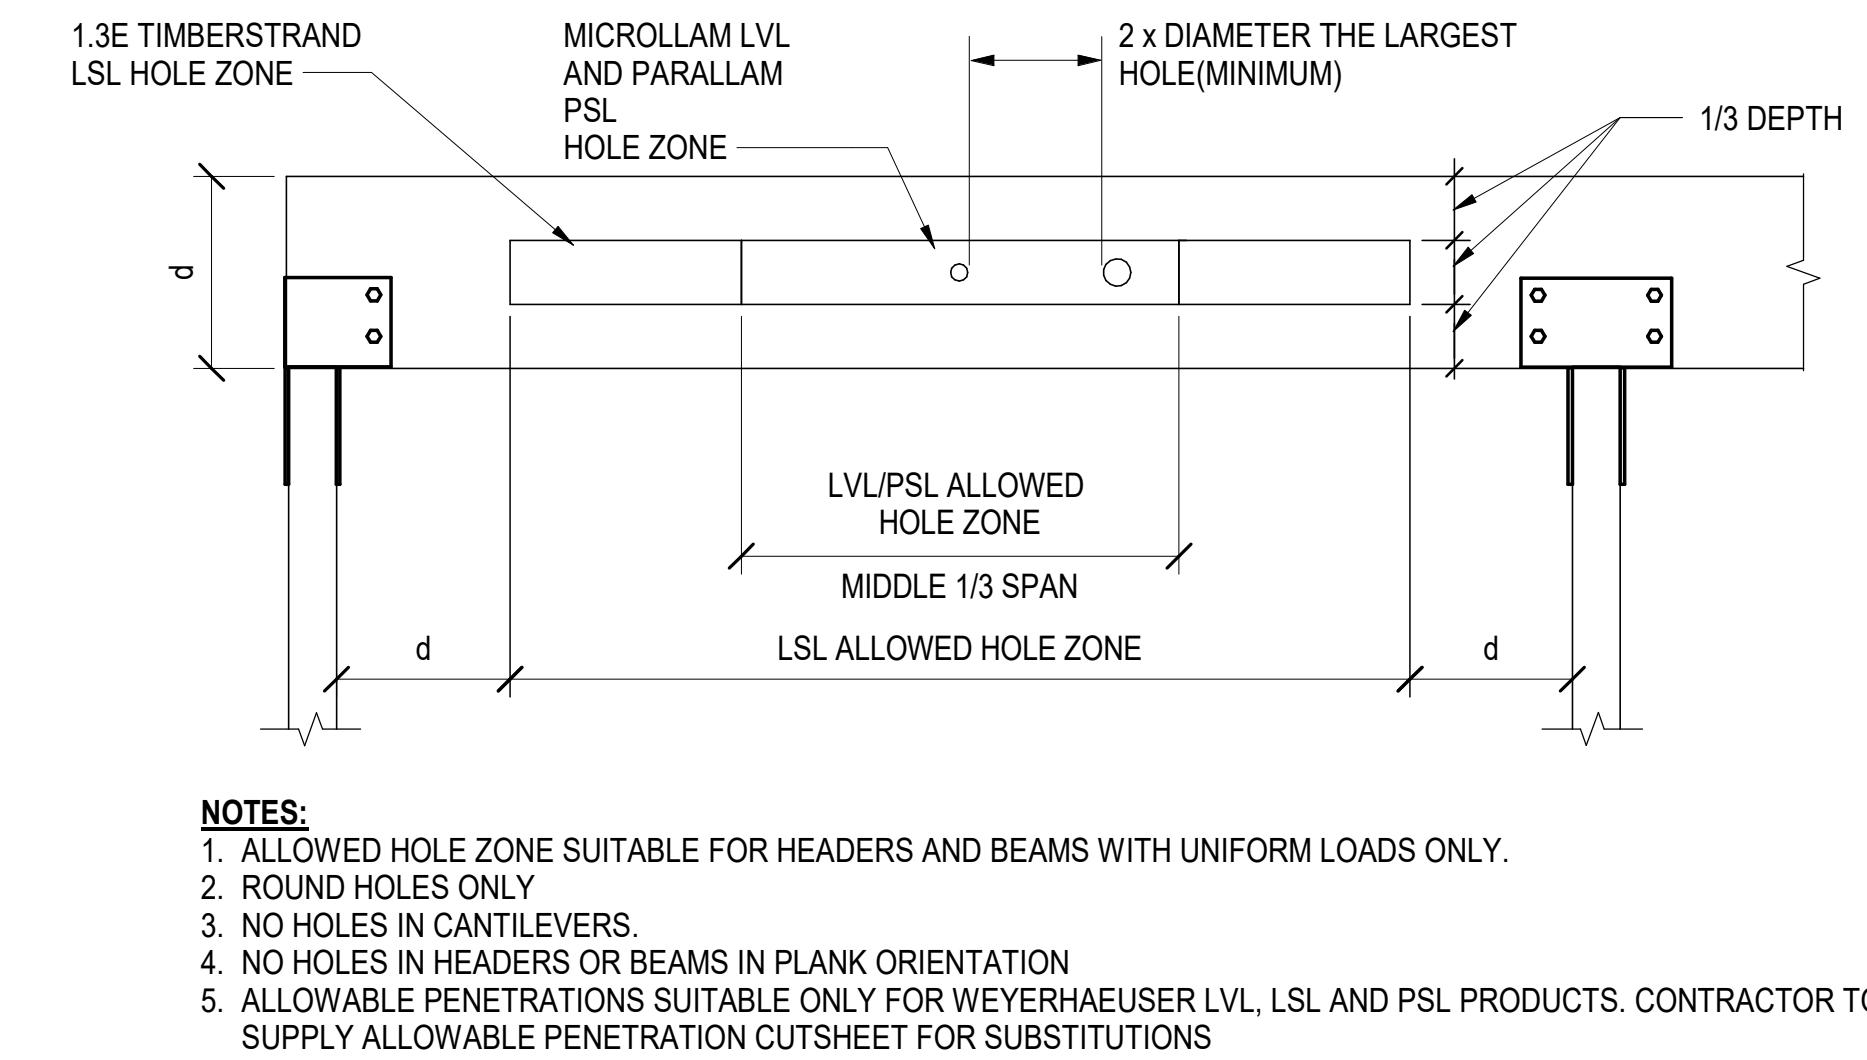 1.3E TIMBERSTRAND
LSL HOLE ZONE
MICROLLAM LVL
AND PARALLAM
PSL
HOLE ZONE
2 x DIAMETER THE LARGEST
HOLE(MINIMUM)
1/3 DEPTH
d
LVL/PSL ALLOWED
HOLE ZONE
MIDDLE 1/3 SPAN
d
LSL ALLOWED HOLE ZONE
d
NOTES:
1. ALLOWED HOLE ZONE SUITABLE FOR HEADERS AND BEAMS WITH UNIFORM LOADS ONLY.
2. ROUND HOLES ONLY
3. NO HOLES IN CANTILEVERS.
4. NO HOLES IN HEADERS OR BEAMS IN PLANK ORIENTATION
5. ALLOWABLE PENETRATIONS SUITABLE ONLY FOR WEYERHAEUSER LVL, LSL AND PSL PRODUCTS. CONTRACTOR TO
SUPPLY ALLOWABLE PENETRATION CUTSHEET FOR SUBSTITUTIONS